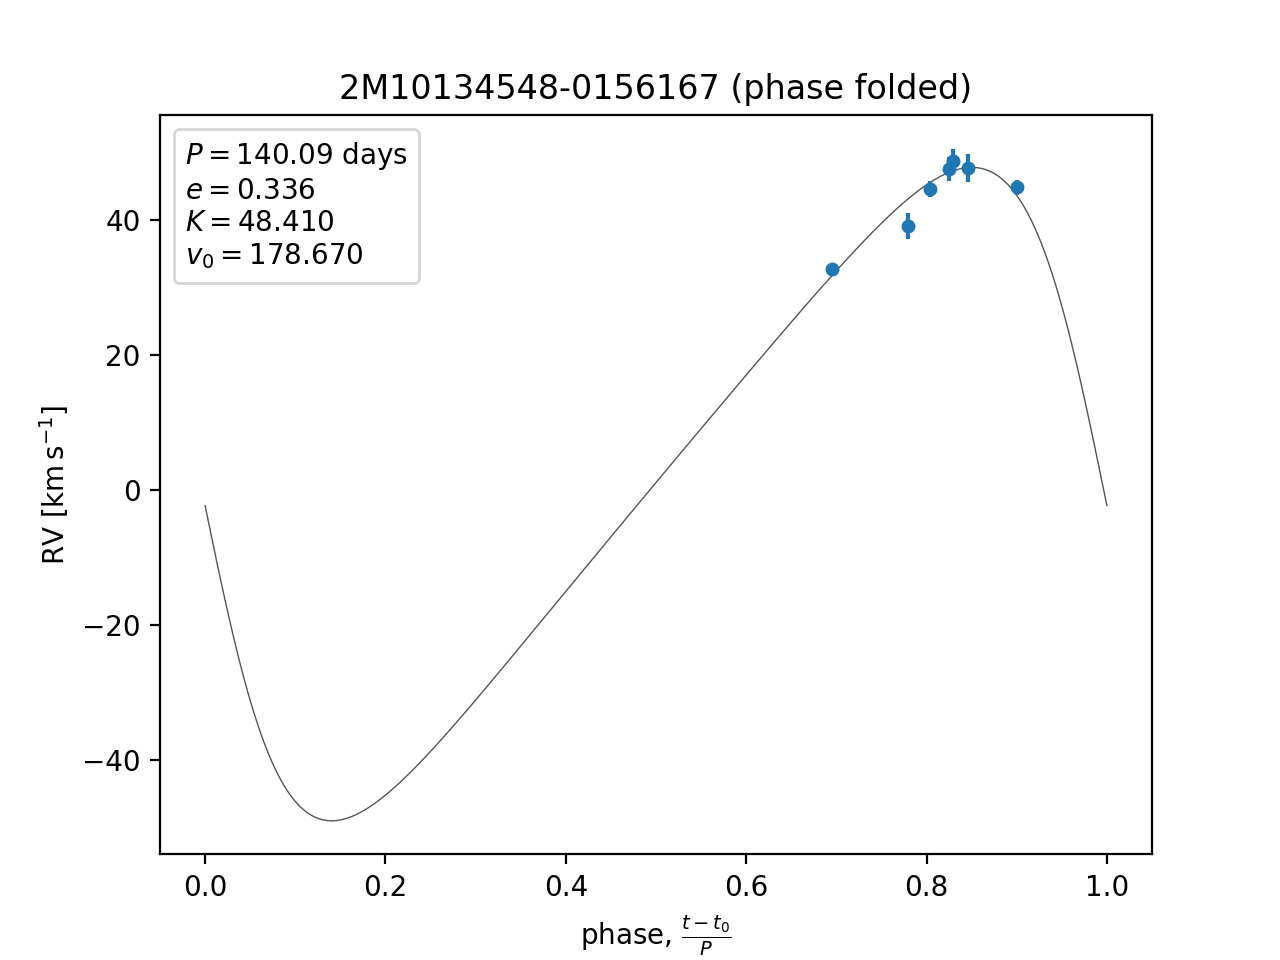 2M10134548-0156167 (phase folded)
P = 140.09 days
e = 0.336
K = 48.410
v₀ = 178.670
RV [km s⁻¹]
40
20
0
−20
−40
0.0 0.2 0.4 0.6 0.8 1.0
phase, (t − t₀)/P